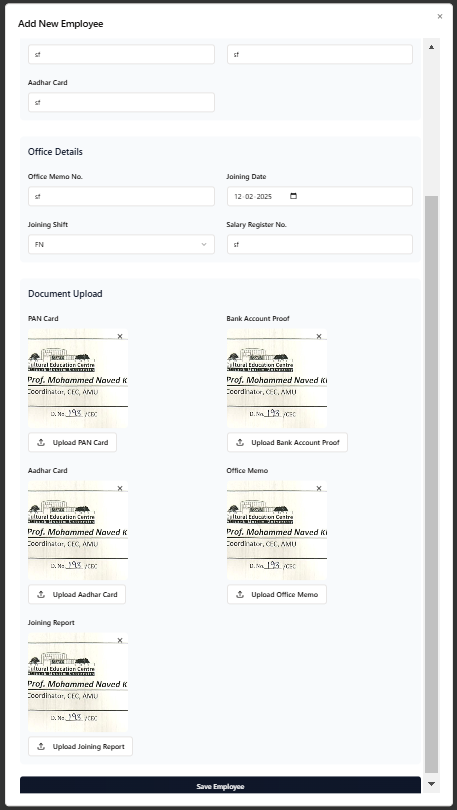 Add New Employee
×
sf
sf
Aadhar Card
sf
Office Details
Office Memo No.
Joining Date
sf
12-02-2025
Joining Shift
Salary Register No.
FN
sf
Document Upload
PAN Card
Bank Account Proof
×
×
ultural Education Centre
ultural Education Centre
Prof. Mohammed Naved K
Prof. Mohammed Naved K
Coordinator, CEC, AMU
Coordinator, CEC, AMU
D. No. 193 /CEC
D. No. 193 /CEC
Upload PAN Card
Upload Bank Account Proof
Aadhar Card
Office Memo
×
×
ultural Education Centre
ultural Education Centre
Prof. Mohammed Naved K
Prof. Mohammed Naved K
Coordinator, CEC, AMU
Coordinator, CEC, AMU
D. No. 193 /CEC
D. No. 193 /CEC
Upload Aadhar Card
Upload Office Memo
Joining Report
×
ultural Education Centre
Prof. Mohammed Naved K
Coordinator, CEC, AMU
D. No. 193 /CEC
Upload Joining Report
Save Employee